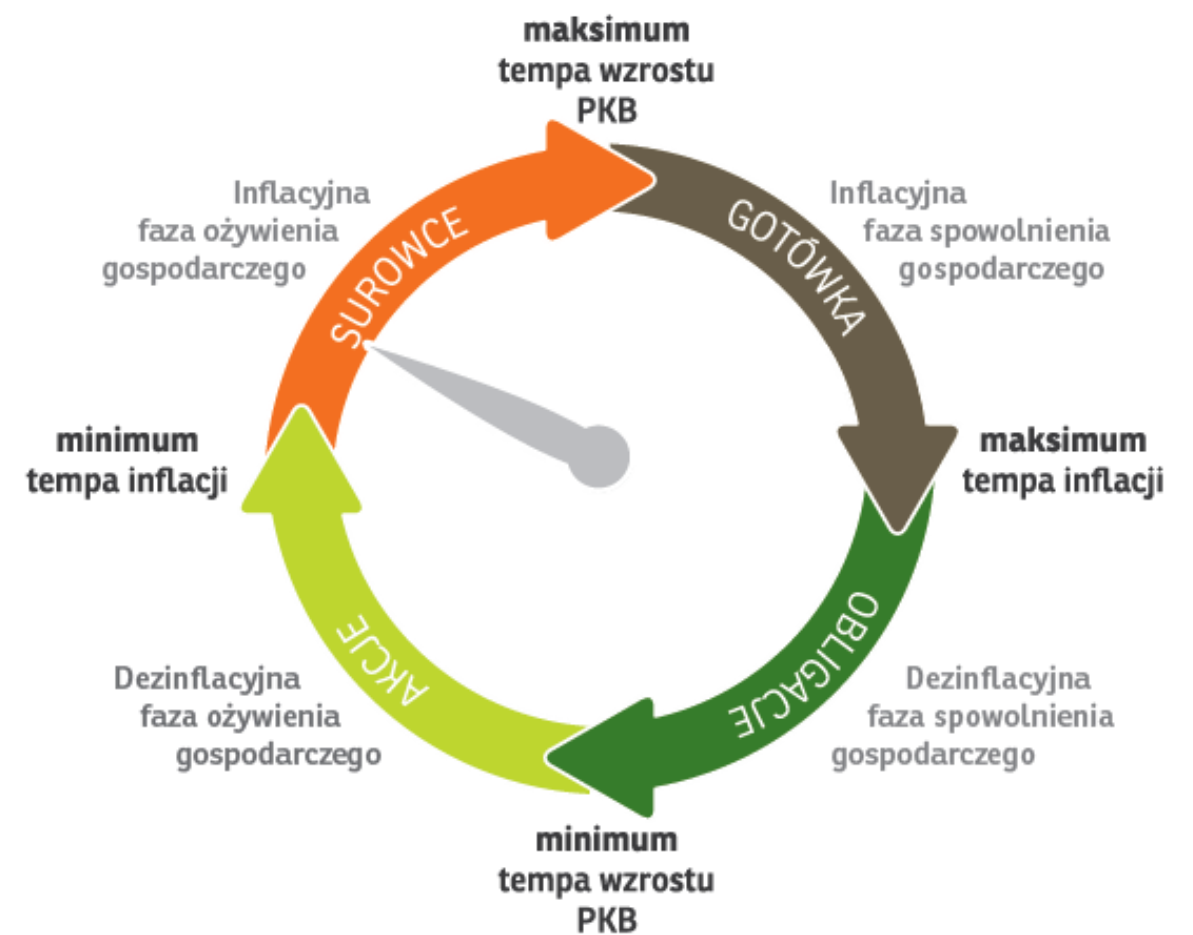 maksimum
tempa wzrostu
PKB
Inflacyjna
faza ożywienia
gospodarczego
SUROWCE
GOTÓWKA
Inflacyjna
faza spowolnienia
gospodarczego
minimum
tempa inflacji
maksimum
tempa inflacji
Dezinflacyjna
faza ożywienia
gospodarczego
AKCJE
OBLIGACJE
Dezinflacyjna
faza spowolnienia
gospodarczego
minimum
tempa wzrostu
PKB